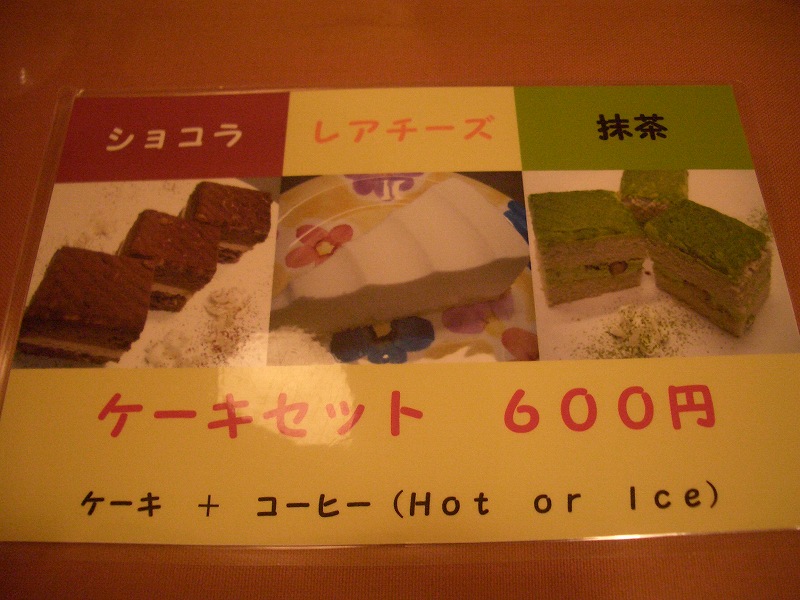 ショコラ レアチーズ 抹茶
ケーキセット 600円
ケーキ + コーヒー (Hot or Ice)